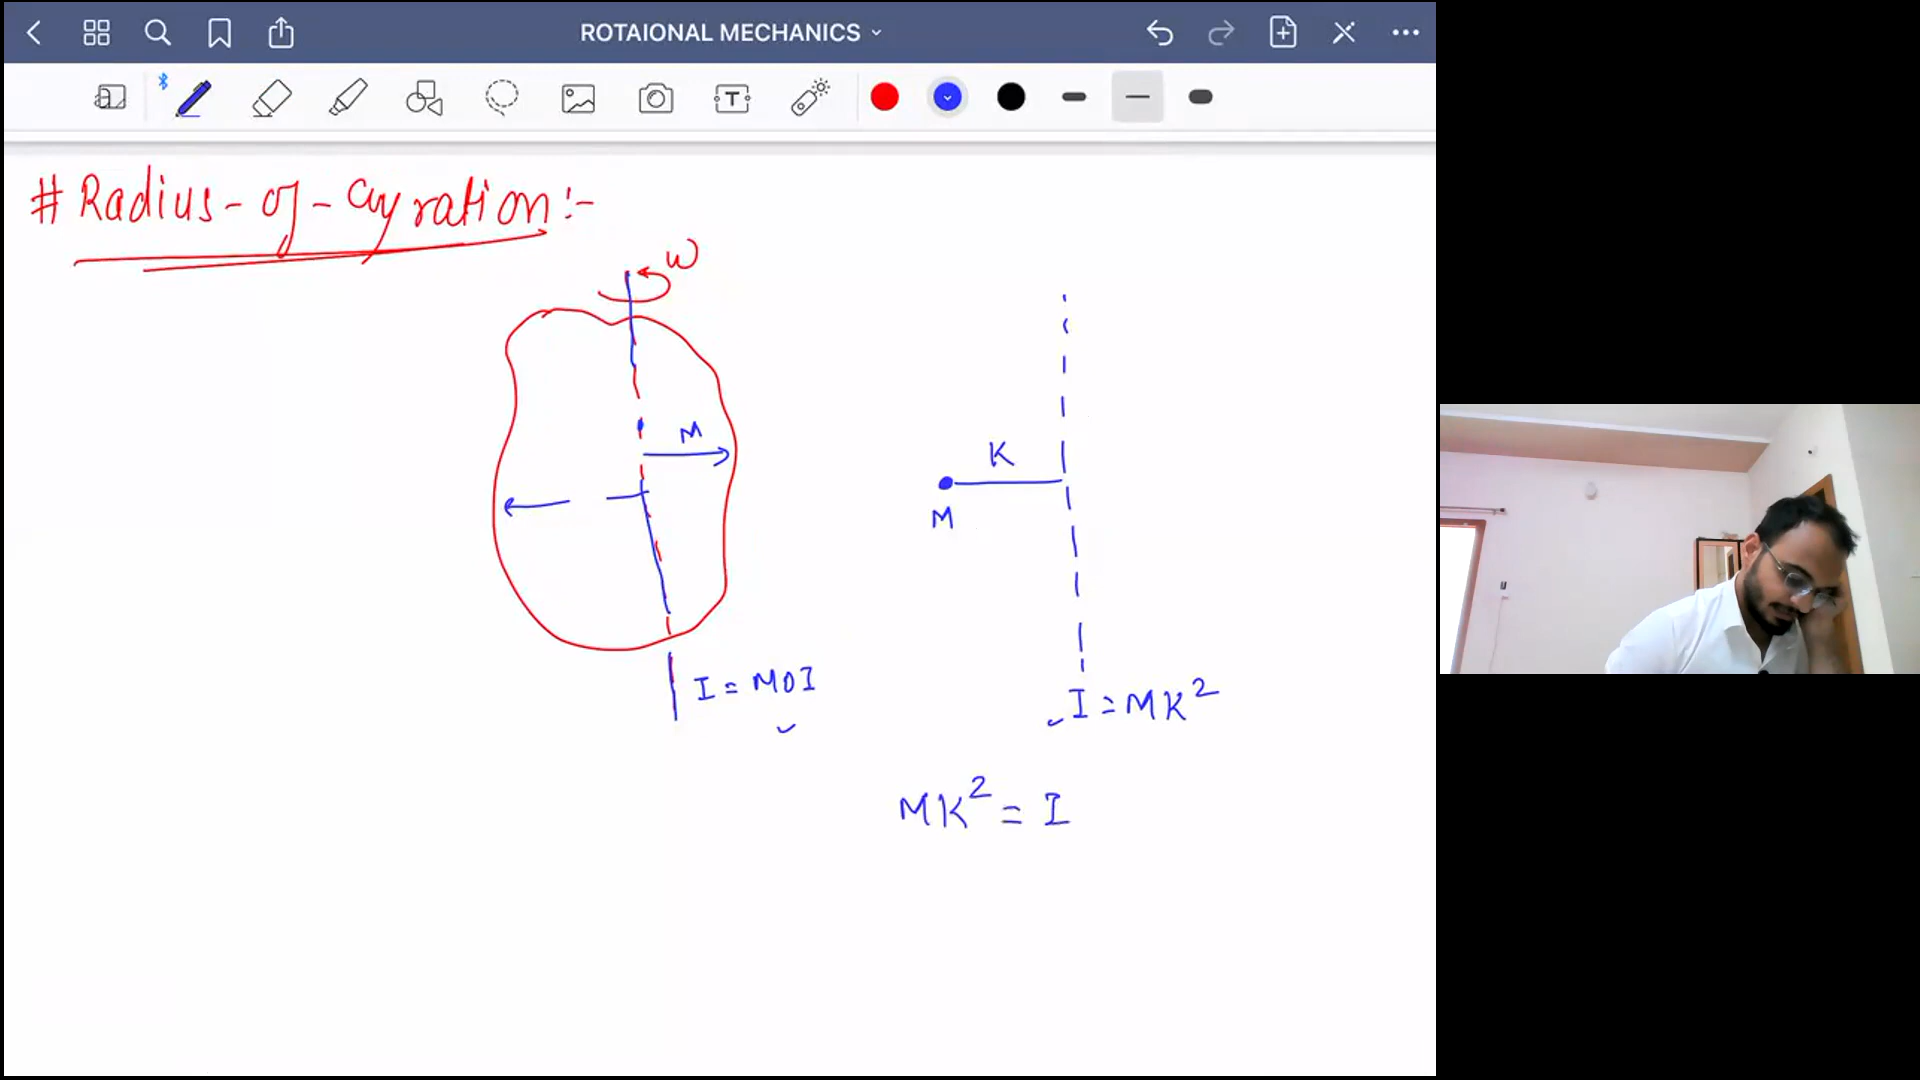 ROTAIONAL MECHANICS
T
# Radius-of-Gyration:-
ω
M
K
M
I = MOI
I = MK²
MK² = I